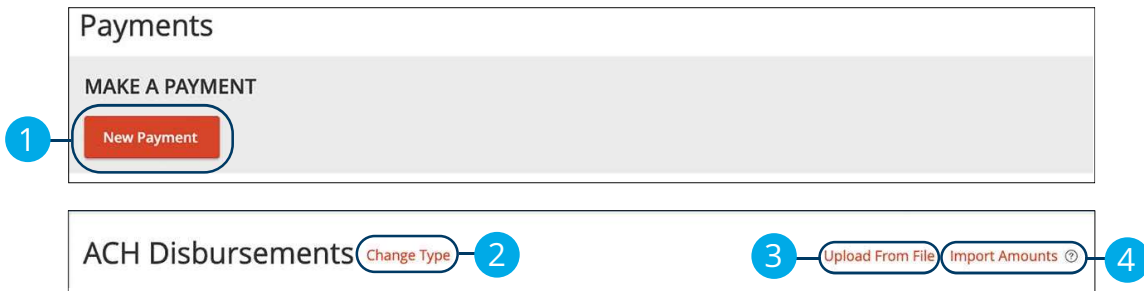 Payments
MAKE A PAYMENT
1 New Payment
ACH Disbursements Change Type 2 3 Upload From File Import Amounts ? 4